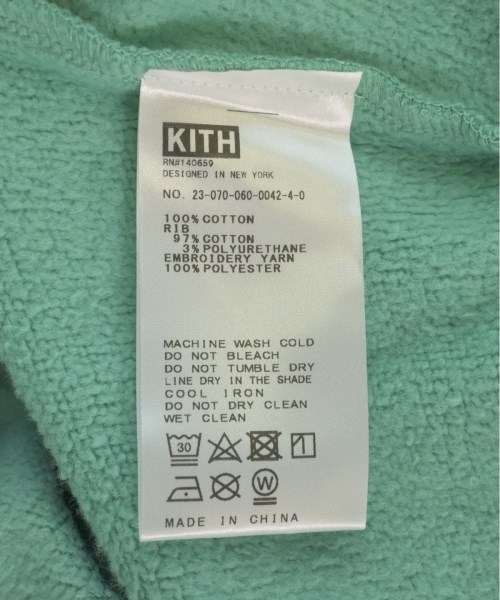 KITH
RN#140659
DESIGNED IN NEW YORK
NO. 23-070-060-0042-4-0
100% COTTON
RIB
97% COTTON
3% POLYURETHANE
EMBROIDERY YARN
100% POLYESTER
MACHINE WASH COLD
DO NOT BLEACH
DO NOT TUMBLE DRY
LINE DRY IN THE SHADE
COOL IRON
DO NOT DRY CLEAN
WET CLEAN
30
W
MADE IN CHINA